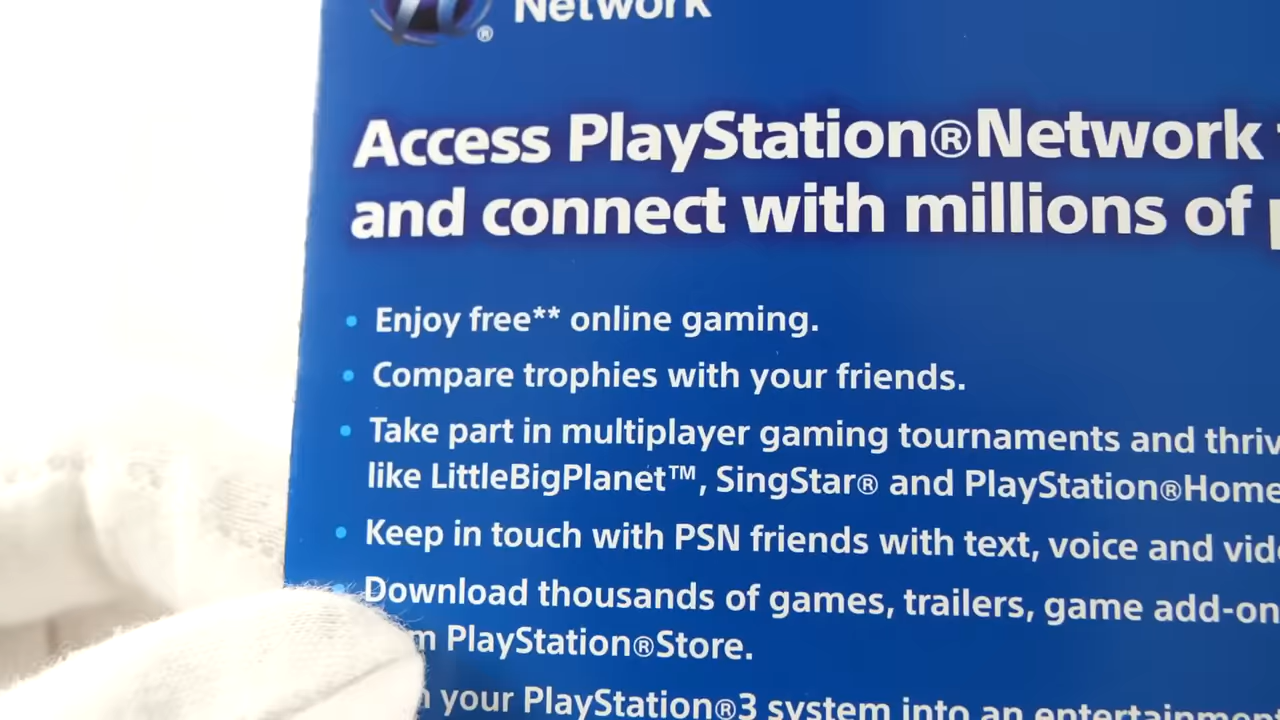 Network
®
Access PlayStation®Network
and connect with millions of
• Enjoy free** online gaming.
• Compare trophies with your friends.
• Take part in multiplayer gaming tournaments and
like LittleBigPlanet™, SingStar® and PlayStation®Home
• Keep in touch with PSN friends with text, voice and
Download thousands of games, trailers, game add-on
PlayStation®Store.
your PlayStation®3 system into an